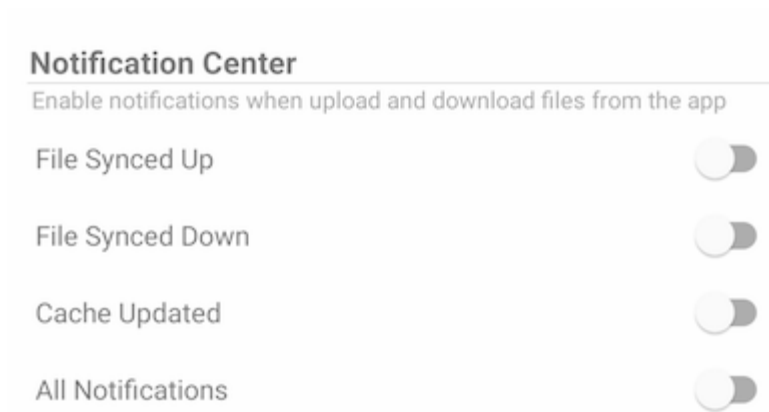 Notification Center
Enable notifications when upload and download files from the app
File Synced Up
File Synced Down
Cache Updated
All Notifications